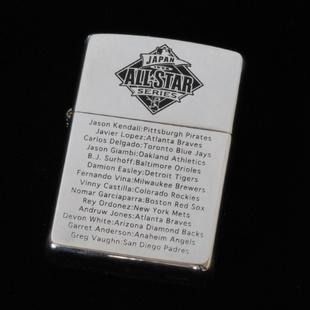 JAPAN
ALL★STAR
SERIES
Jason Kendall:Pittsburgh Pirates
Javier Lopez:Atlanta Braves
Carlos Delgado:Toronto Blue Jays
Jason Giambi:Oakland Athletics
B.J. Surhoff:Baltimore Orioles
Damion Easley:Detroit Tigers
Fernando Vina:Milwaukee Brewers
Vinny Castilla:Colorado Rockies
Nomar Garciaparra:Boston Red Sox
Rey Ordonez:New York Mets
Andruw Jones:Atlanta Braves
Devon White:Arizona Diamond Backs
Garret Anderson:Anaheim Angels
Greg Vaughn:San Diego Padres